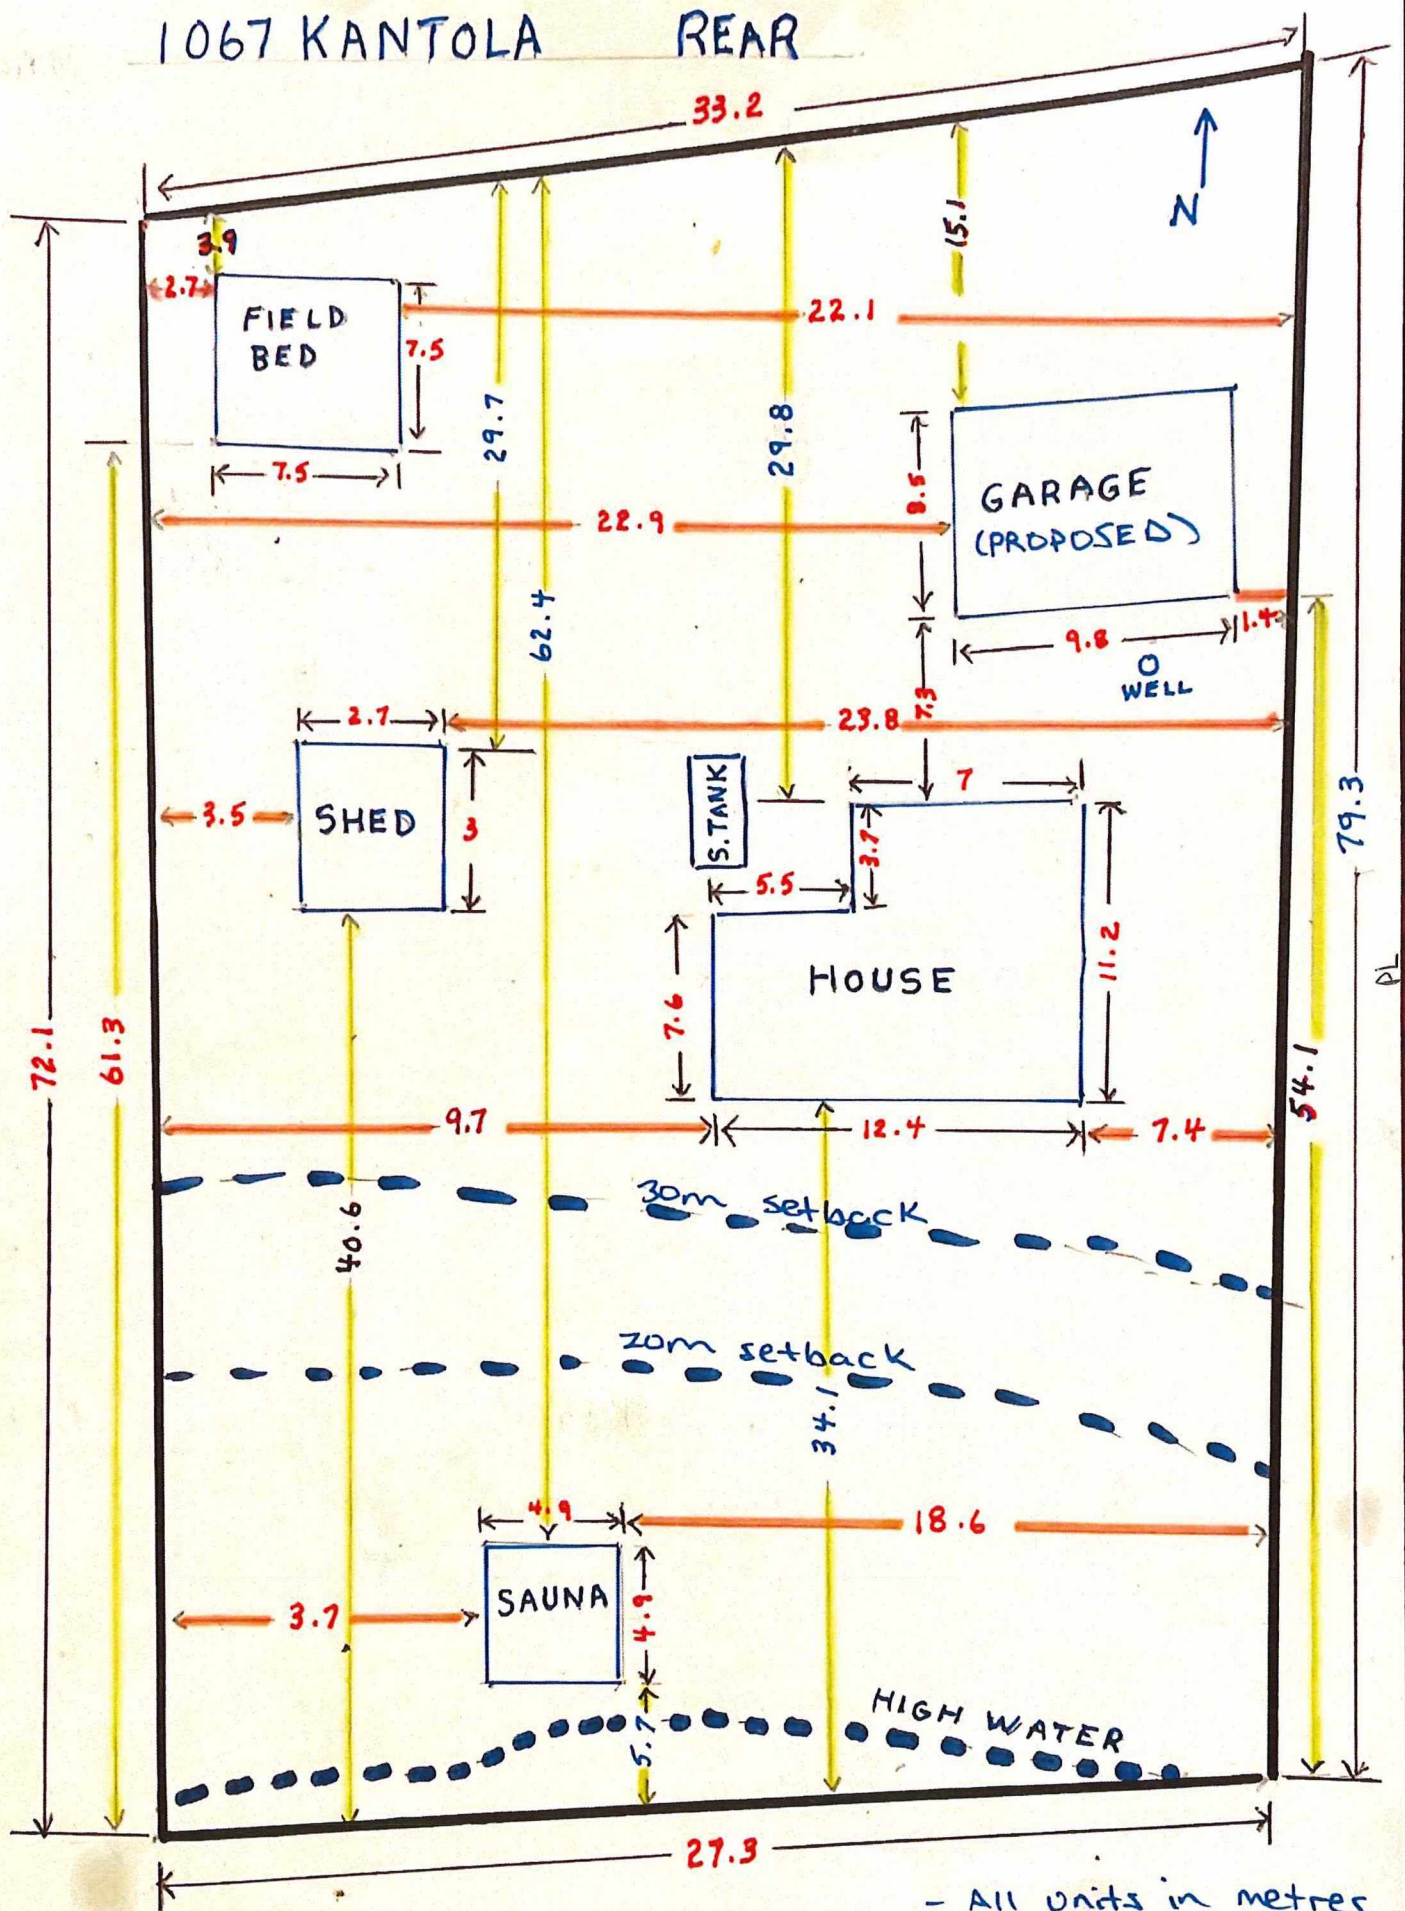 1067 KANTOLA REAR
33.2
N
3.9
15.1
2.7
22.1
FIELD
BED
7.5
7.5
29.7
29.8
62.4
8.5
GARAGE
(PROPOSED)
22.9
1.4
9.8
O
WELL
7.3
2.7
23.8
7
79.3
S.TANK
3.5
SHED
3
3.7
5.5
HOUSE
11.2
7.6
72.1
61.3
PL
54.1
9.7
12.4
7.4
30m setback
40.6
20m setback
34.1
4.9
18.6
SAUNA
4.9
3.7
5.7
HIGH WATER
27.3
- All units in metres